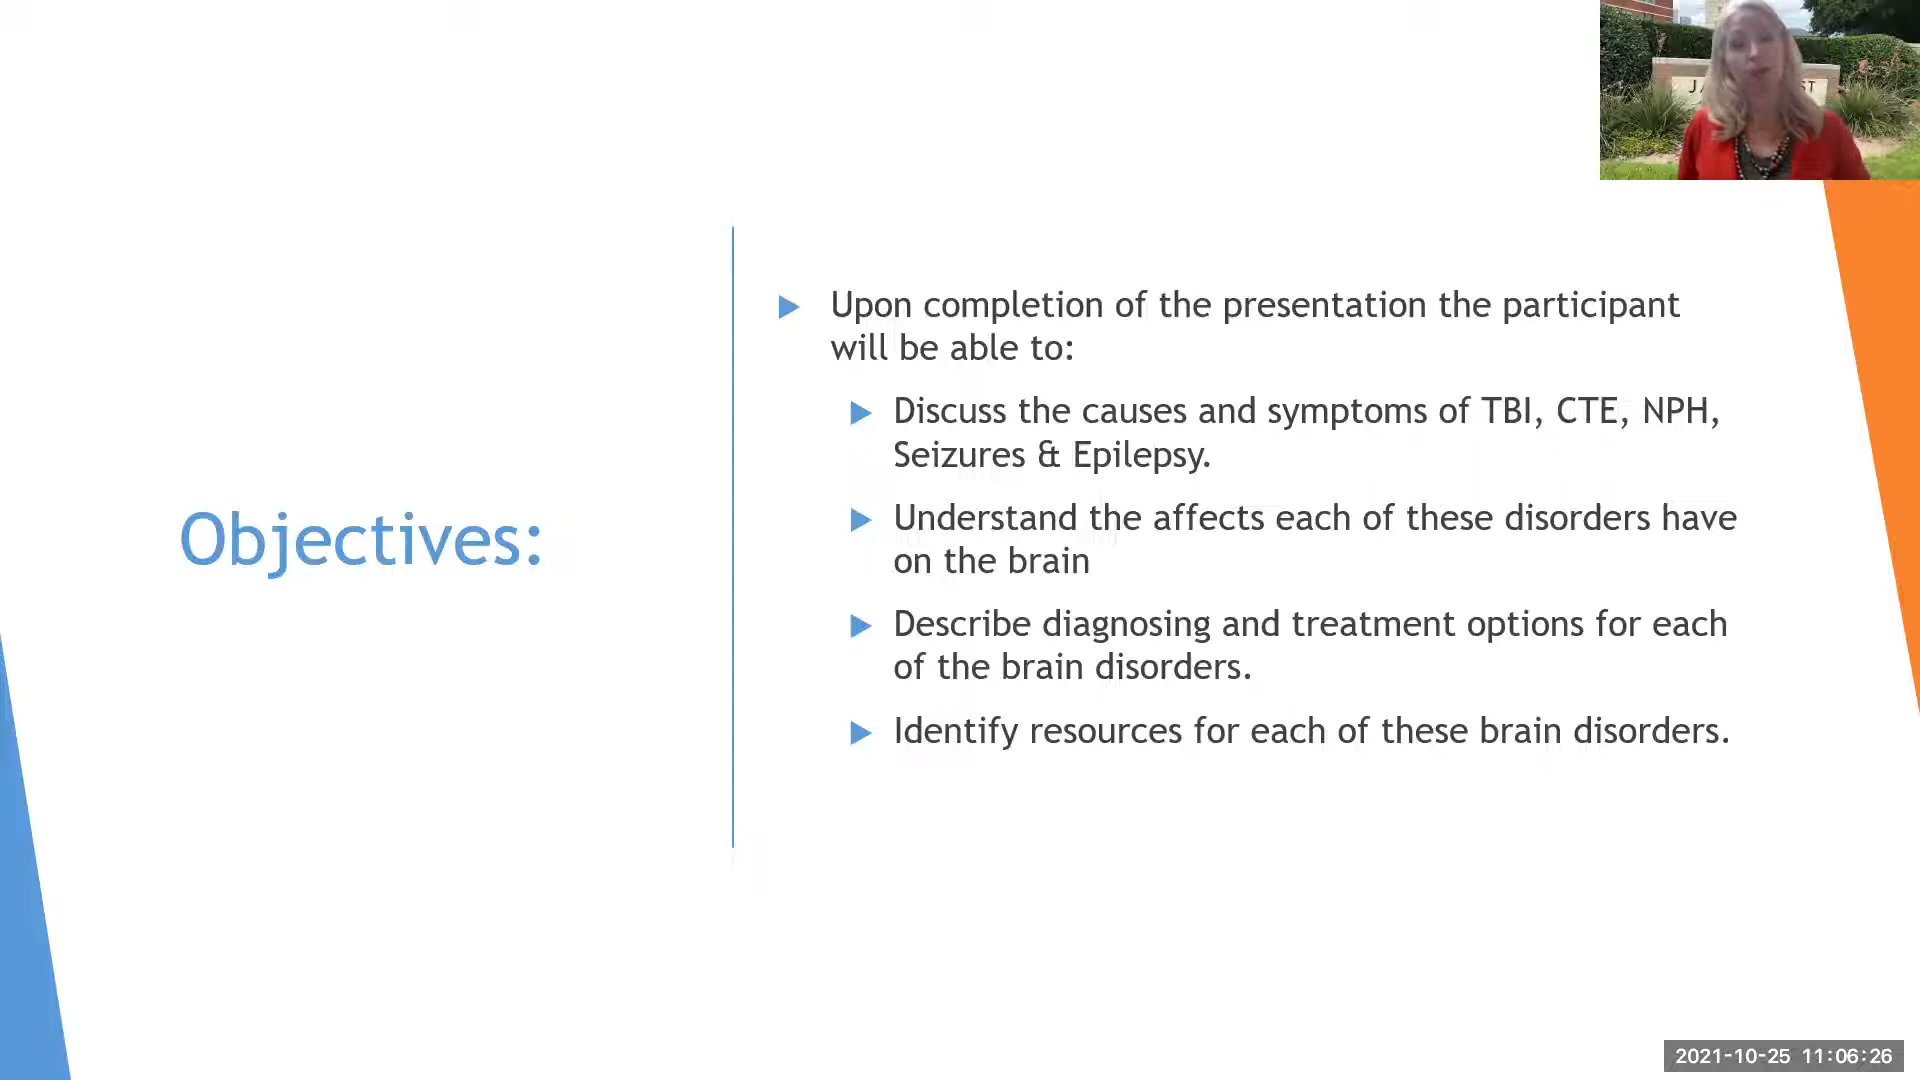 Objectives:
Upon completion of the presentation the participant
will be able to:
Discuss the causes and symptoms of TBI, CTE, NPH,
Seizures & Epilepsy.
Understand the affects each of these disorders have
on the brain
Describe diagnosing and treatment options for each
of the brain disorders.
Identify resources for each of these brain disorders.
2021-10-25 11:06:26